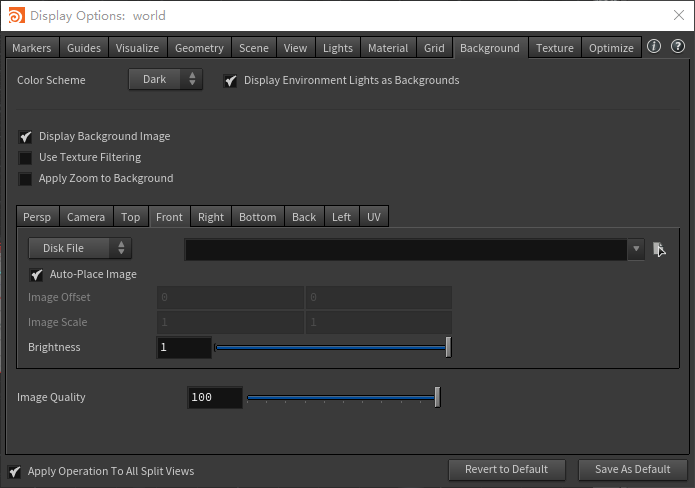 Display Options: world
Markers Guides Visualize Geometry Scene View Lights Material Grid Background Texture Optimize i ?
Color Scheme Dark Display Environment Lights as Backgrounds
Display Background Image
Use Texture Filtering
Apply Zoom to Background
Persp Camera Top Front Right Bottom Back Left UV
Disk File
Auto-Place Image
Image Offset 0 0
Image Scale 1 1
Brightness 1
Image Quality 100
Apply Operation To All Split Views Revert to Default Save As Default